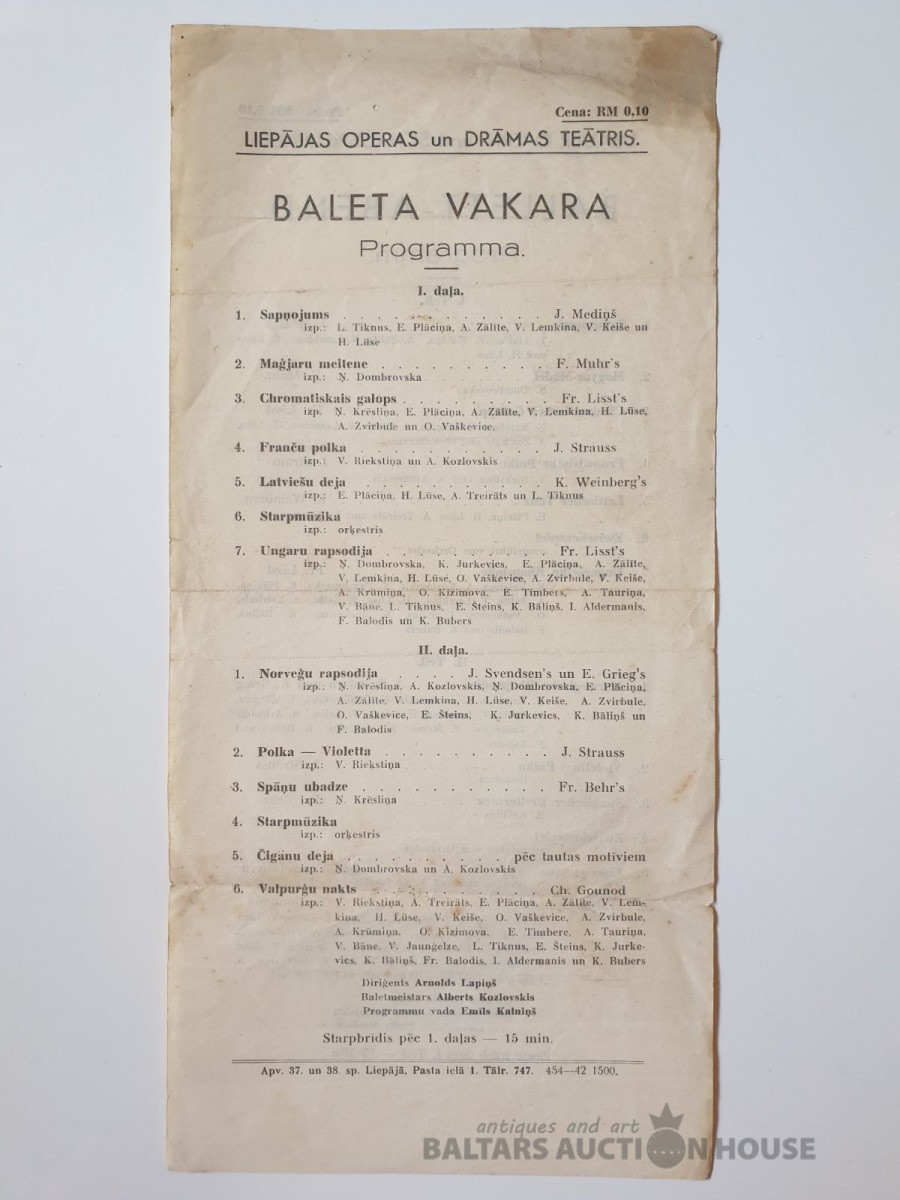 Cena: RM 0,10
LIEPĀJAS OPERAS un DRĀMAS TEĀTRIS.
BALETA VAKARA
Programma.
I. daļa.
1. Sapņojums . . . . . . . . . . . . J. Mediņš
izp.: L. Tiknus, E. Plāciņa, A. Zālīte, V. Lemkina, V. Keiše un
H. Lūse
2. Maģjaru meitene . . . . . . . . . . F. Muhr's
izp.: Ņ. Dombrovska
3. Chromatiskais galops . . . . . . . . . Fr. Lisst's
izp. Ņ. Krēsliņa, E. Plāciņa, A. Zālīte, V. Lemkina, H. Lūse,
A. Zvirbule un O. Vaškevice.
4. Franču polka . . . . . . . . . . . J. Strauss
izp.: V. Riekstiņa un A. Kozlovskis
5. Latviešu deja . . . . . . . . . . . K. Weinberg's
izp.: E. Plāciņa, H. Lūse, A. Treirāts un L. Tiknus
6. Starpmūzika
izp.: orķestris
7. Ungaru rapsodija . . . . . . . . . Fr. Lisst's
izp.: Ņ. Dombrovska, K. Jurkevics, E. Plāciņa, A. Zālīte,
V. Lemkina, H. Lūse, O. Vaškevice, A. Zvirbule, V. Keiše,
A. Krūmiņa, O. Kizimova, E. Timbers, A. Tauriņa,
V. Bāne, L. Tiknus, E. Šteins, K. Bāliņš, I. Aldermanis,
F. Balodis un K. Bubers
II. daļa.
1. Norveģu rapsodija . . . . J. Svendsen's un E. Grieg's
izp.: Ņ. Krēsliņa, A. Kozlovskis, Ņ. Dombrovska, E. Plāciņa,
A. Zālīte, V. Lemkina, H. Lūse, V. Keiše, A. Zvirbule,
O. Vaškevice, E. Šteins, K. Jurkevics, K. Bāliņš un
F. Balodis
2. Polka — Violetta . . . . . . . . . . J. Strauss
izp.: V. Riekstiņa
3. Spāņu ubadze . . . . . . . . . . . Fr. Behr's
izp.: Ņ. Krēsliņa
4. Starpmūzika
izp.: orķestris
5. Čigānu deja . . . . . . . . . . pēc tautas motīviem
izp.: Ņ. Dombrovska un A. Kozlovskis
6. Valpurģu nakts . . . . . . . . . . Ch. Gounod
izp.: V. Riekstiņa, A. Treirāts, E. Plāciņa, A. Zālīte, V. Lem-
kina, H. Lūse, V. Keiše, O. Vaškevice, A. Zvirbule,
A. Krūmiņa, O. Kizimova, E. Timbere, A. Tauriņa,
V. Bāne, V. Jaunģelze, L. Tiknus, E. Šteins, K. Jurke-
vics, K. Bāliņš, Fr. Balodis, I. Aldermanis un K. Bubers
Diriģents Arnolds Lapiņš
Baletmeistars Alberts Kozlovskis
Programmu vada Emīls Kalniņš
Starpbrīdis pēc 1. daļas — 15 min.
Apv. 37. un 38. sp. Liepājā, Pasta ielā 1. Tālr. 747. 454—42 1500.
antiques and art
BALTARS AUCTION HOUSE